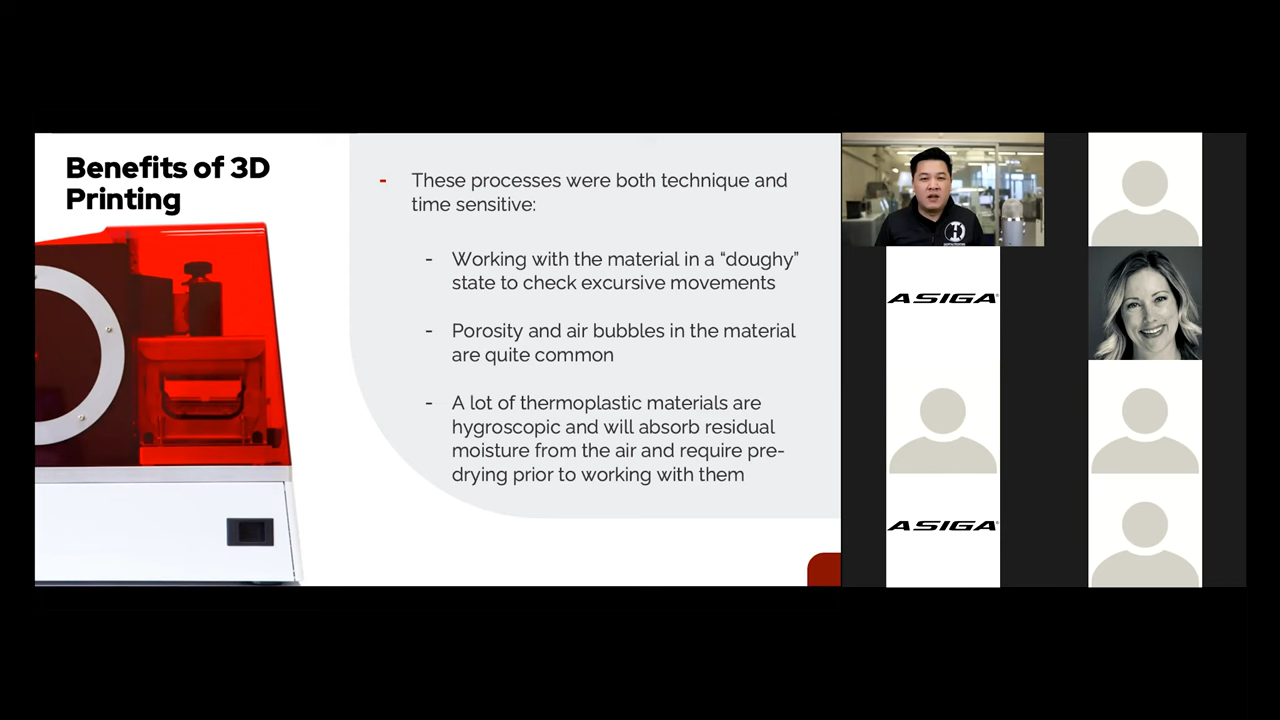 Benefits of 3D
Printing
- These processes were both technique and
time sensitive:
- Working with the material in a “doughy”
state to check excursive movements
- Porosity and air bubbles in the material
are quite common
- A lot of thermoplastic materials are
hygroscopic and will absorb residual
moisture from the air and require pre-
drying prior to working with them
ASIGA®
ASIGA®